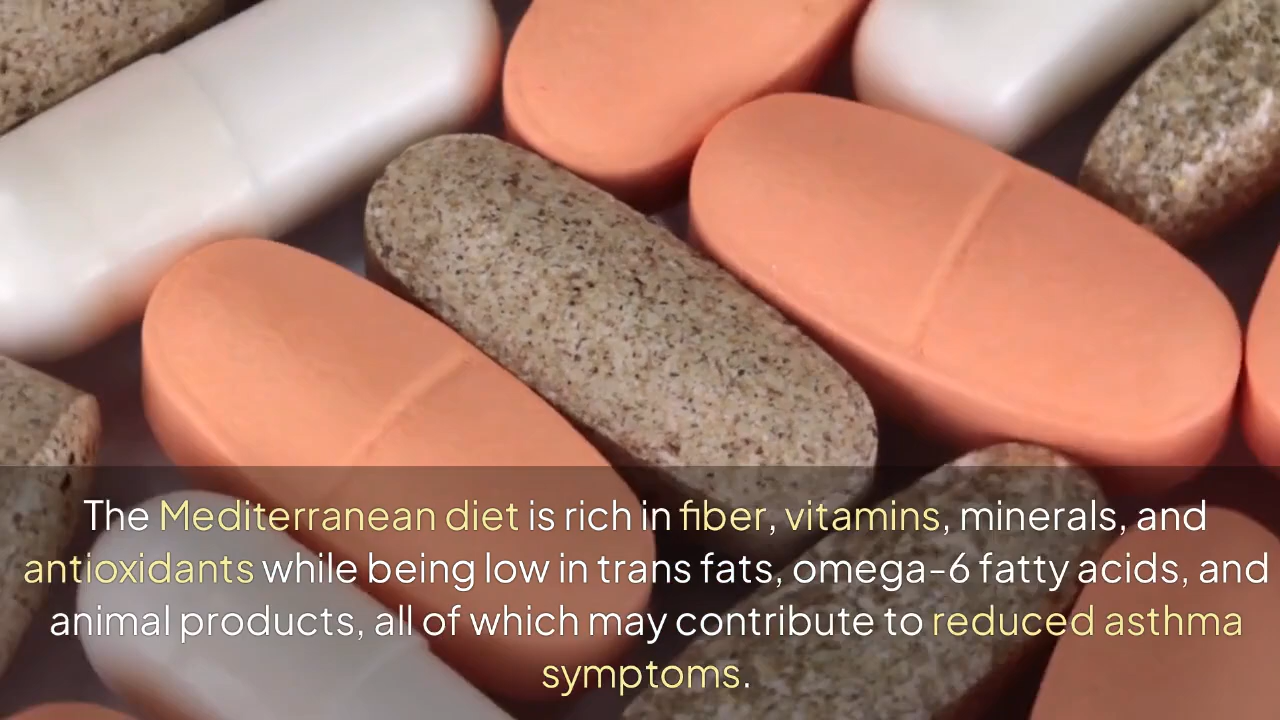 The Mediterranean diet is rich in fiber, vitamins, minerals, and
antioxidants while being low in trans fats, omega-6 fatty acids, and
animal products, all of which may contribute to reduced asthma
symptoms.